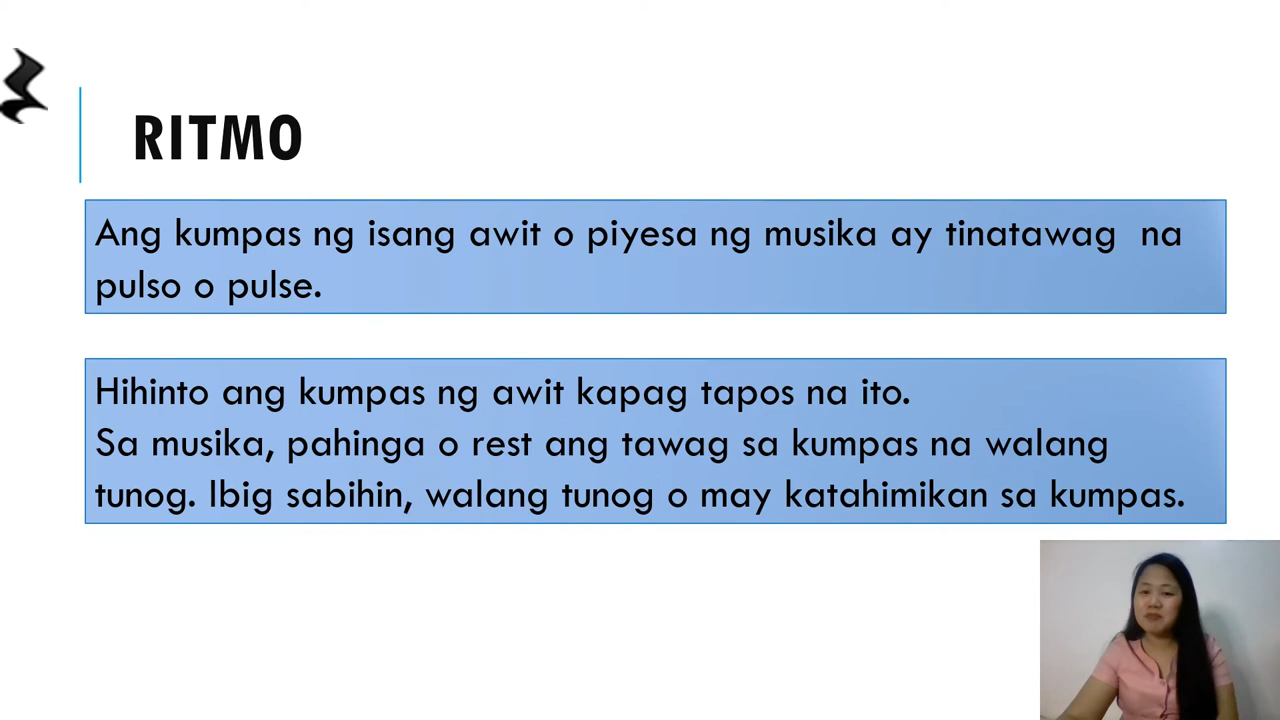 RITMO
Ang kumpas ng isang awit o piyesa ng musika ay tinatawag na
pulso o pulse.
Hihinto ang kumpas ng awit kapag tapos na ito.
Sa musika, pahinga o rest ang tawag sa kumpas na walang
tunog. Ibig sabihin, walang tunog o may katahimikan sa kumpas.